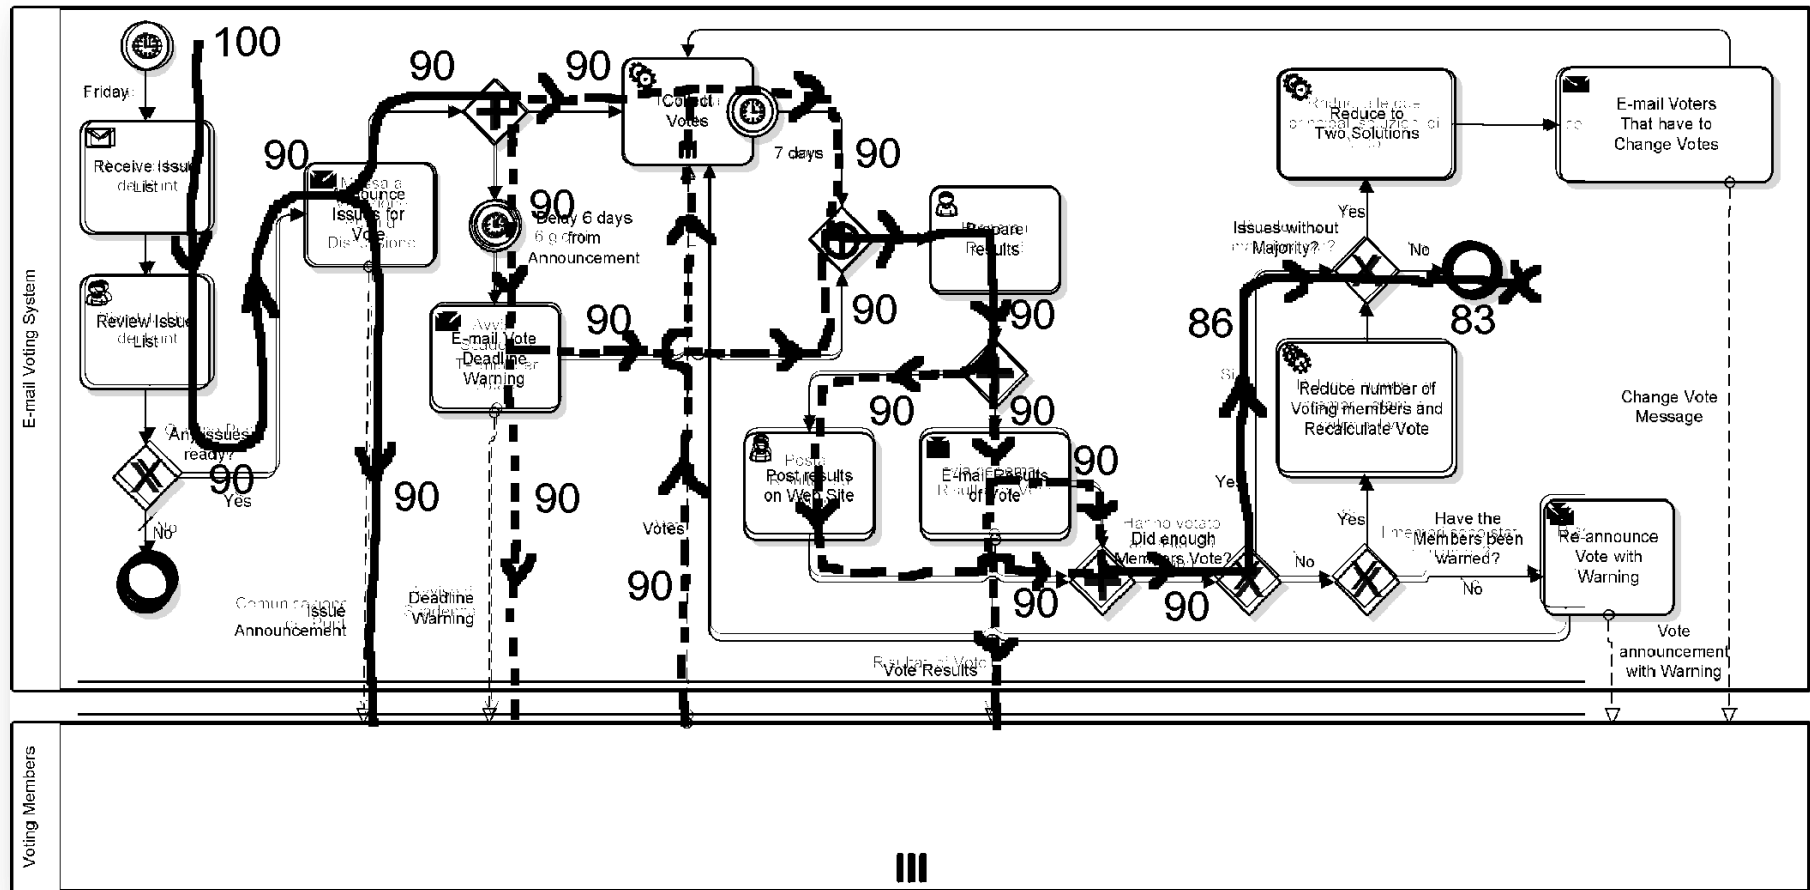 100
90
90
Friday
Receive Issue
List
90
90
E-mail Voters
That have to
Change Votes
Reduce to
Two Solutions
Collect
Votes
7 days
90
Issues for
Vote
90
Delay 6 days
from
Announcement
Prepare
Results
Yes
Issues without
Majority?
No
E-mail Voting System
Review Issue
List
90
E-mail Vote
Deadline
Warning
90
90
86
83
Reduce number of
Voting members and
Recalculate Vote
Change Vote
Message
90
90
Any issues
ready?
90
Yes
No
90
90
Post results
on Web Site
E-mail Results
of Vote
90
Did enough
Members Vote?
Yes
No
Yes
Have the
Members been
warned?
No
Re-announce
Vote with
Warning
Votes
90
90
90
Issue
Announcement
Deadline
Warning
Vote Results
Vote
announcement
with Warning
Voting Members